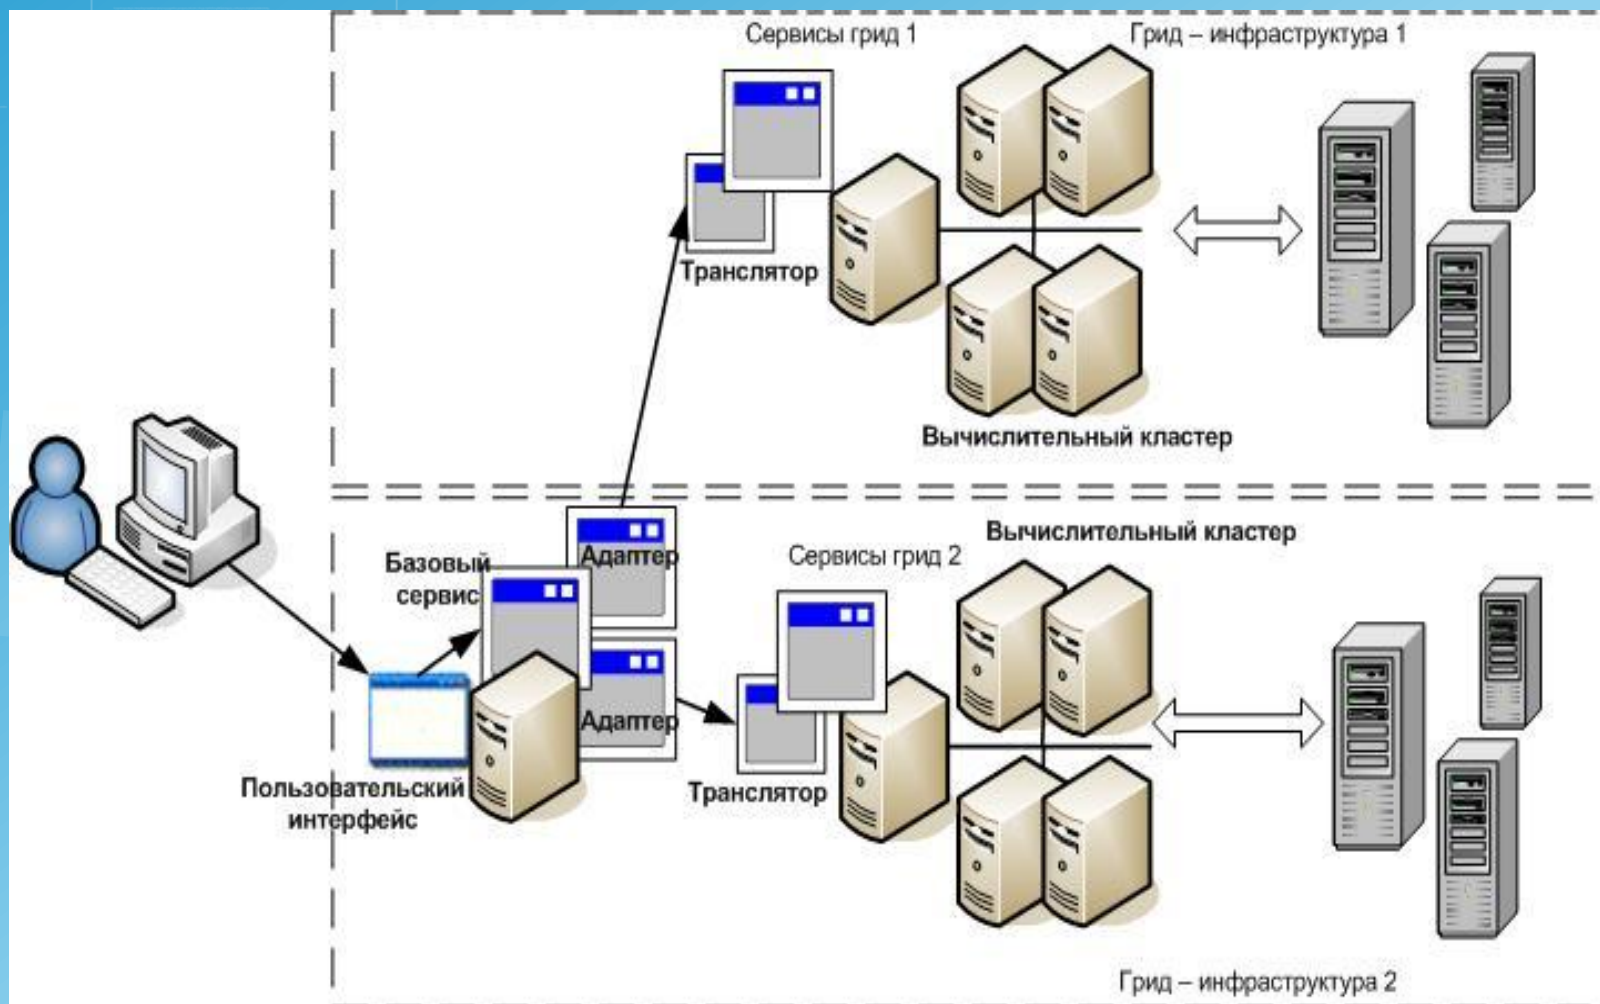 Сервисы грид 1
Грид – инфраструктура 1
Транслятор
Вычислительный кластер
Вычислительный кластер
Базовый
сервис
Адаптер
Сервисы грид 2
Адаптер
Пользовательский
интерфейс
Транслятор
Грид – инфраструктура 2